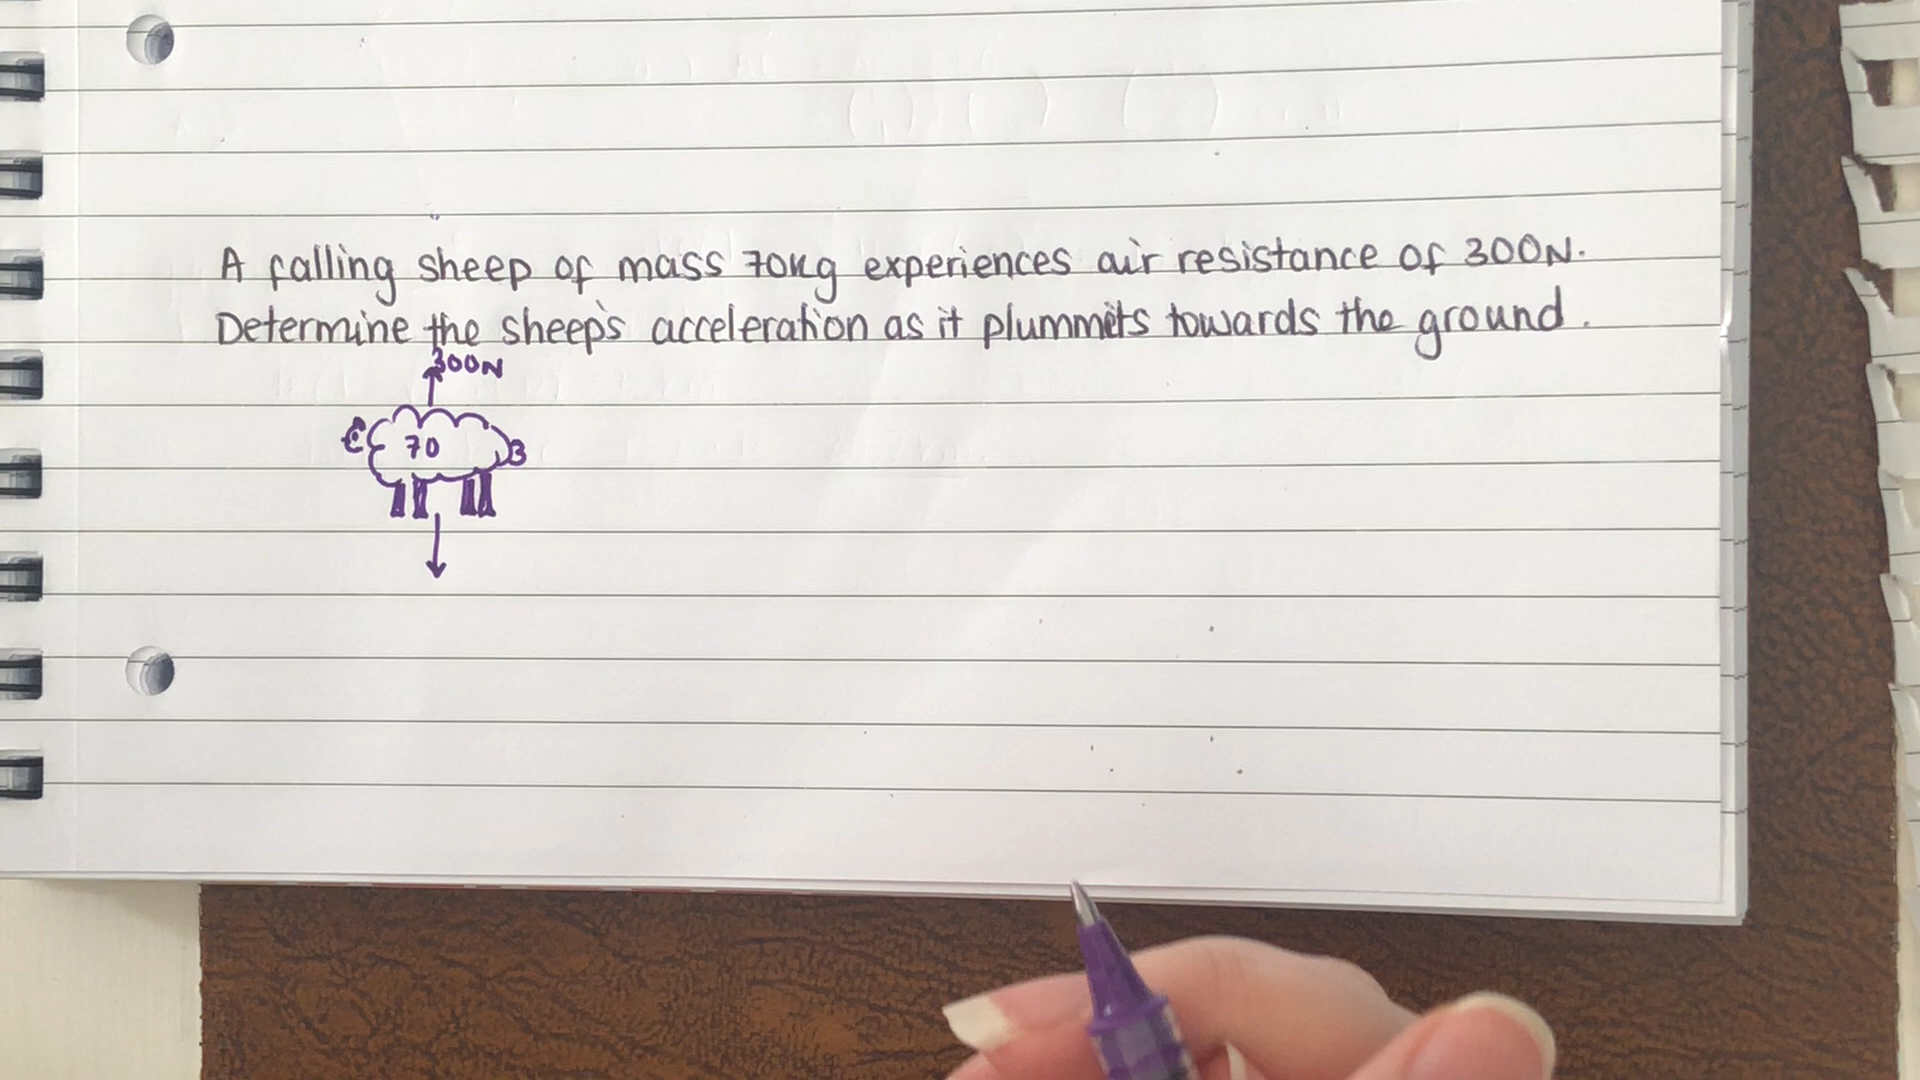 A falling sheep of mass 70kg experiences air resistance of 300N.
Determine the sheep's acceleration as it plummets towards the ground.
300N
70